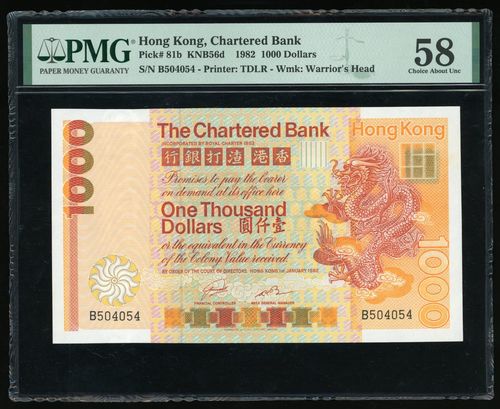 PMG
PAPER MONEY GUARANTY
Hong Kong, Chartered Bank
Pick# 81b KNB56d 1982 1000 Dollars
S/N B504054 - Printer: TDLR - Wmk: Warrior's Head
58
Choice About Unc
1000
The Chartered Bank
INCORPORATED BY ROYAL CHARTER 1853
行銀打渣港香
Promises to pay the bearer
on demand at its office here
One Thousand
Dollars
圓仟壹
or the equivalent in the Currency
of the Colony Value received
BY ORDER OF THE COURT OF DIRECTORS HONG KONG 1st JANUARY 1982
FINANCIAL CONTROLLER
AREA GENERAL MANAGER
Hong Kong
1000
B504054
B504054